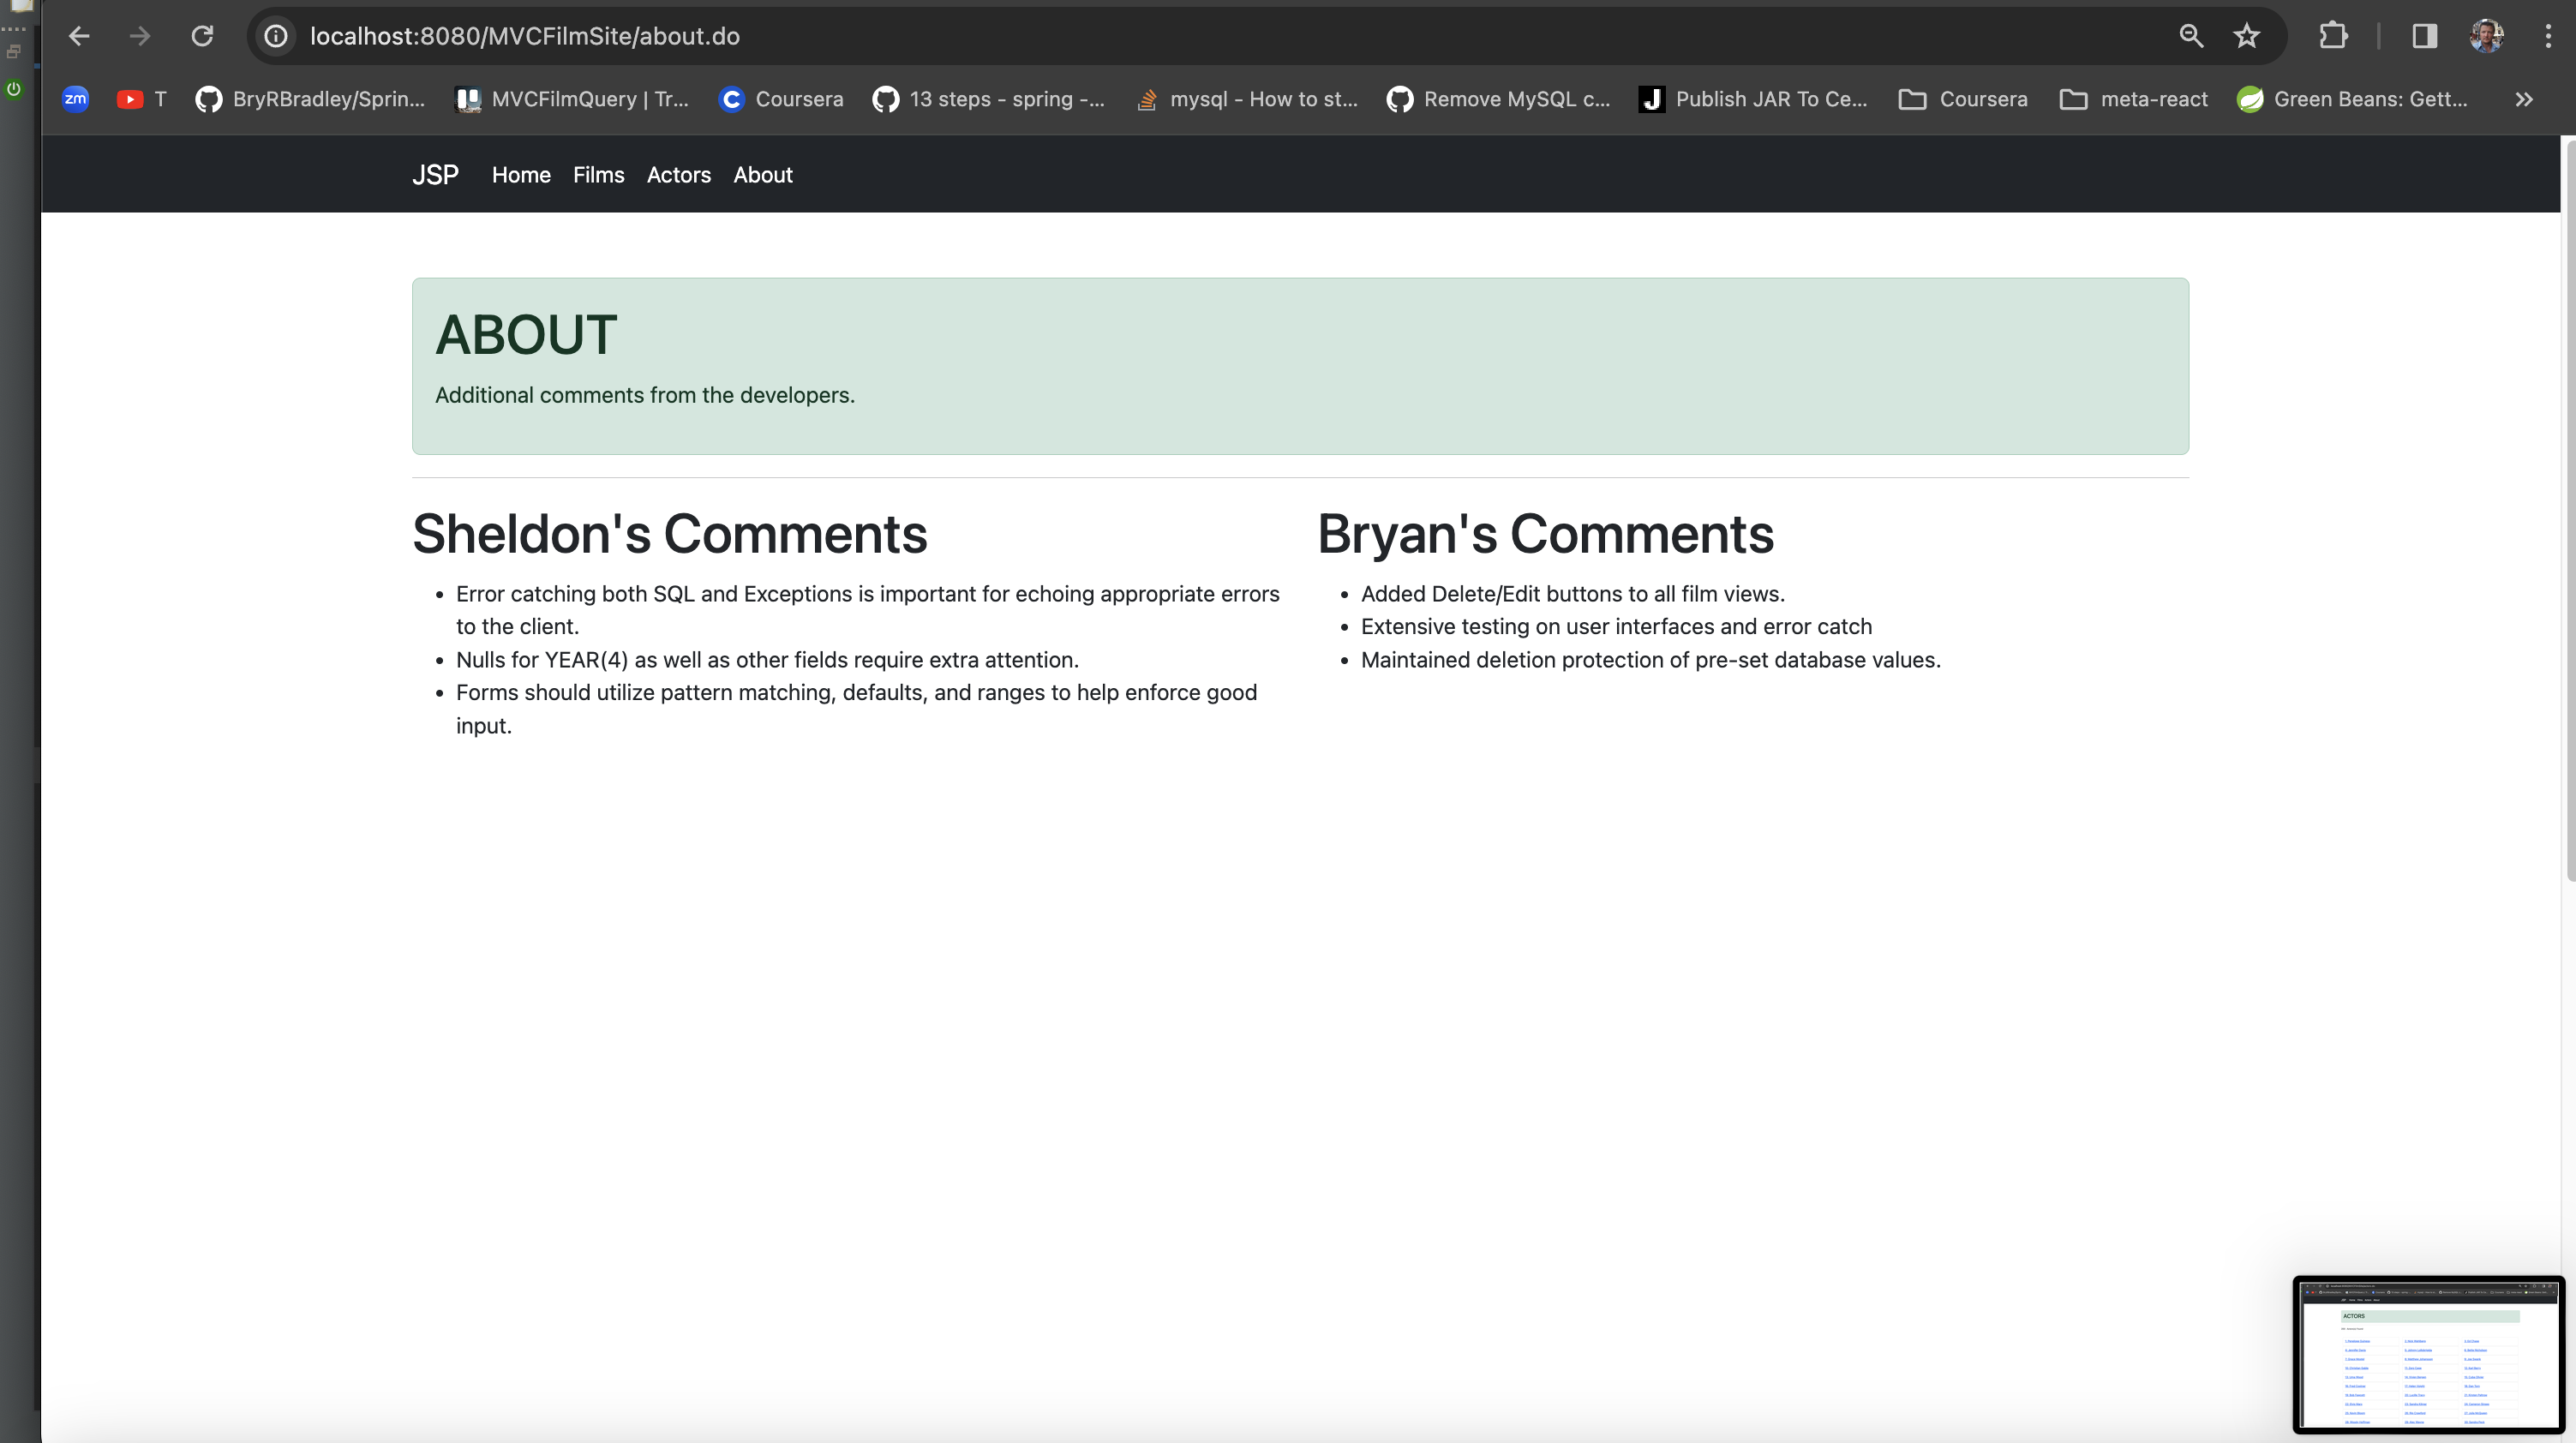 localhost:8080/MVCFilmSite/about.do
zm T BryRBradley/Sprin... MVCFilmQuery | Tr... Coursera 13 steps - spring -... mysql - How to st... Remove MySQL c... Publish JAR To Ce... Coursera meta-react Green Beans: Gett... »
JSP Home Films Actors About
ABOUT
Additional comments from the developers.
Sheldon's Comments
• Error catching both SQL and Exceptions is important for echoing appropriate errors
to the client.
• Nulls for YEAR(4) as well as other fields require extra attention.
• Forms should utilize pattern matching, defaults, and ranges to help enforce good
input.
Bryan's Comments
• Added Delete/Edit buttons to all film views.
• Extensive testing on user interfaces and error catch
• Maintained deletion protection of pre-set database values.
ACTORS